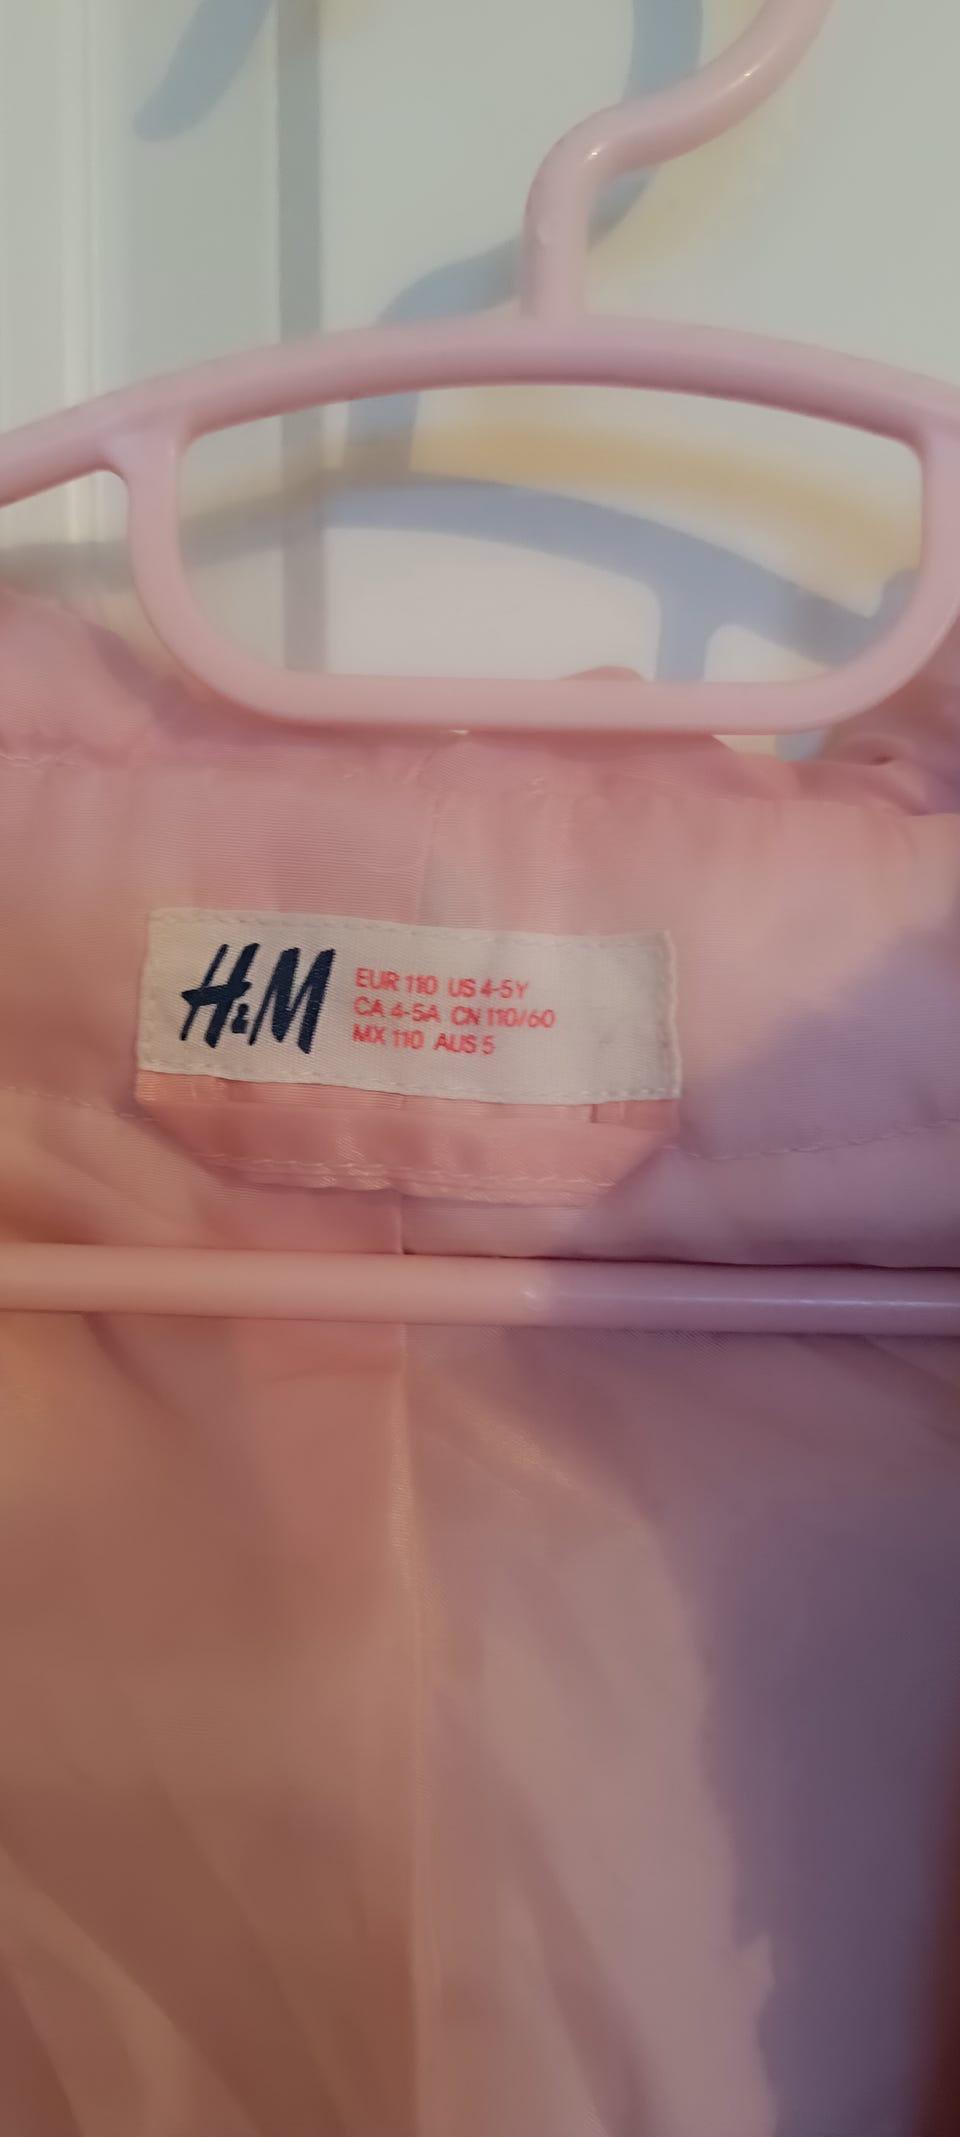 H&M
EUR 110 US 4-5Y
CA 4-5A CN 110/60
MX 110 AUS 5